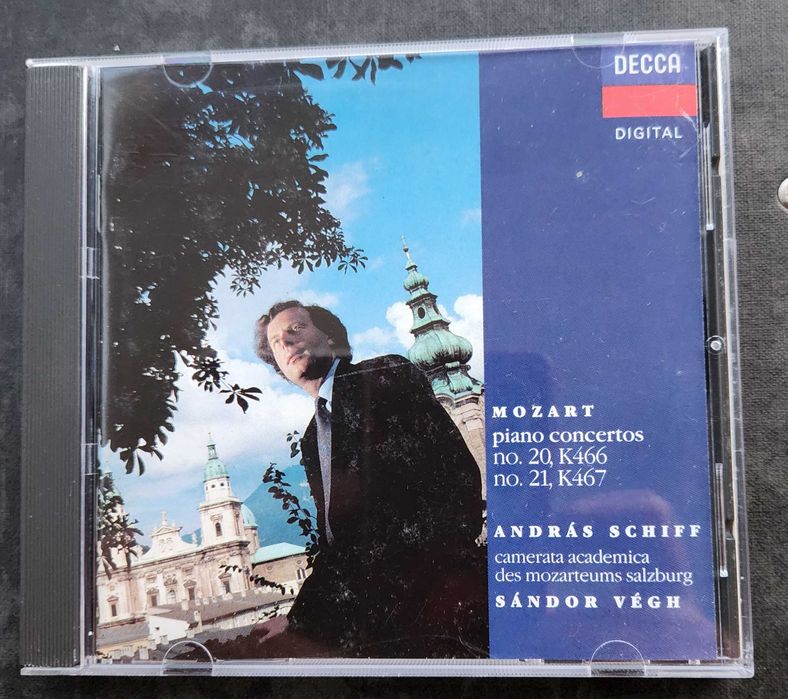 DECCA
DIGITAL
MOZART
piano concertos
no. 20, K466
no. 21, K467
ANDRÁS SCHIFF
camerata academica
des mozarteums salzburg
SÁNDOR VÉGH